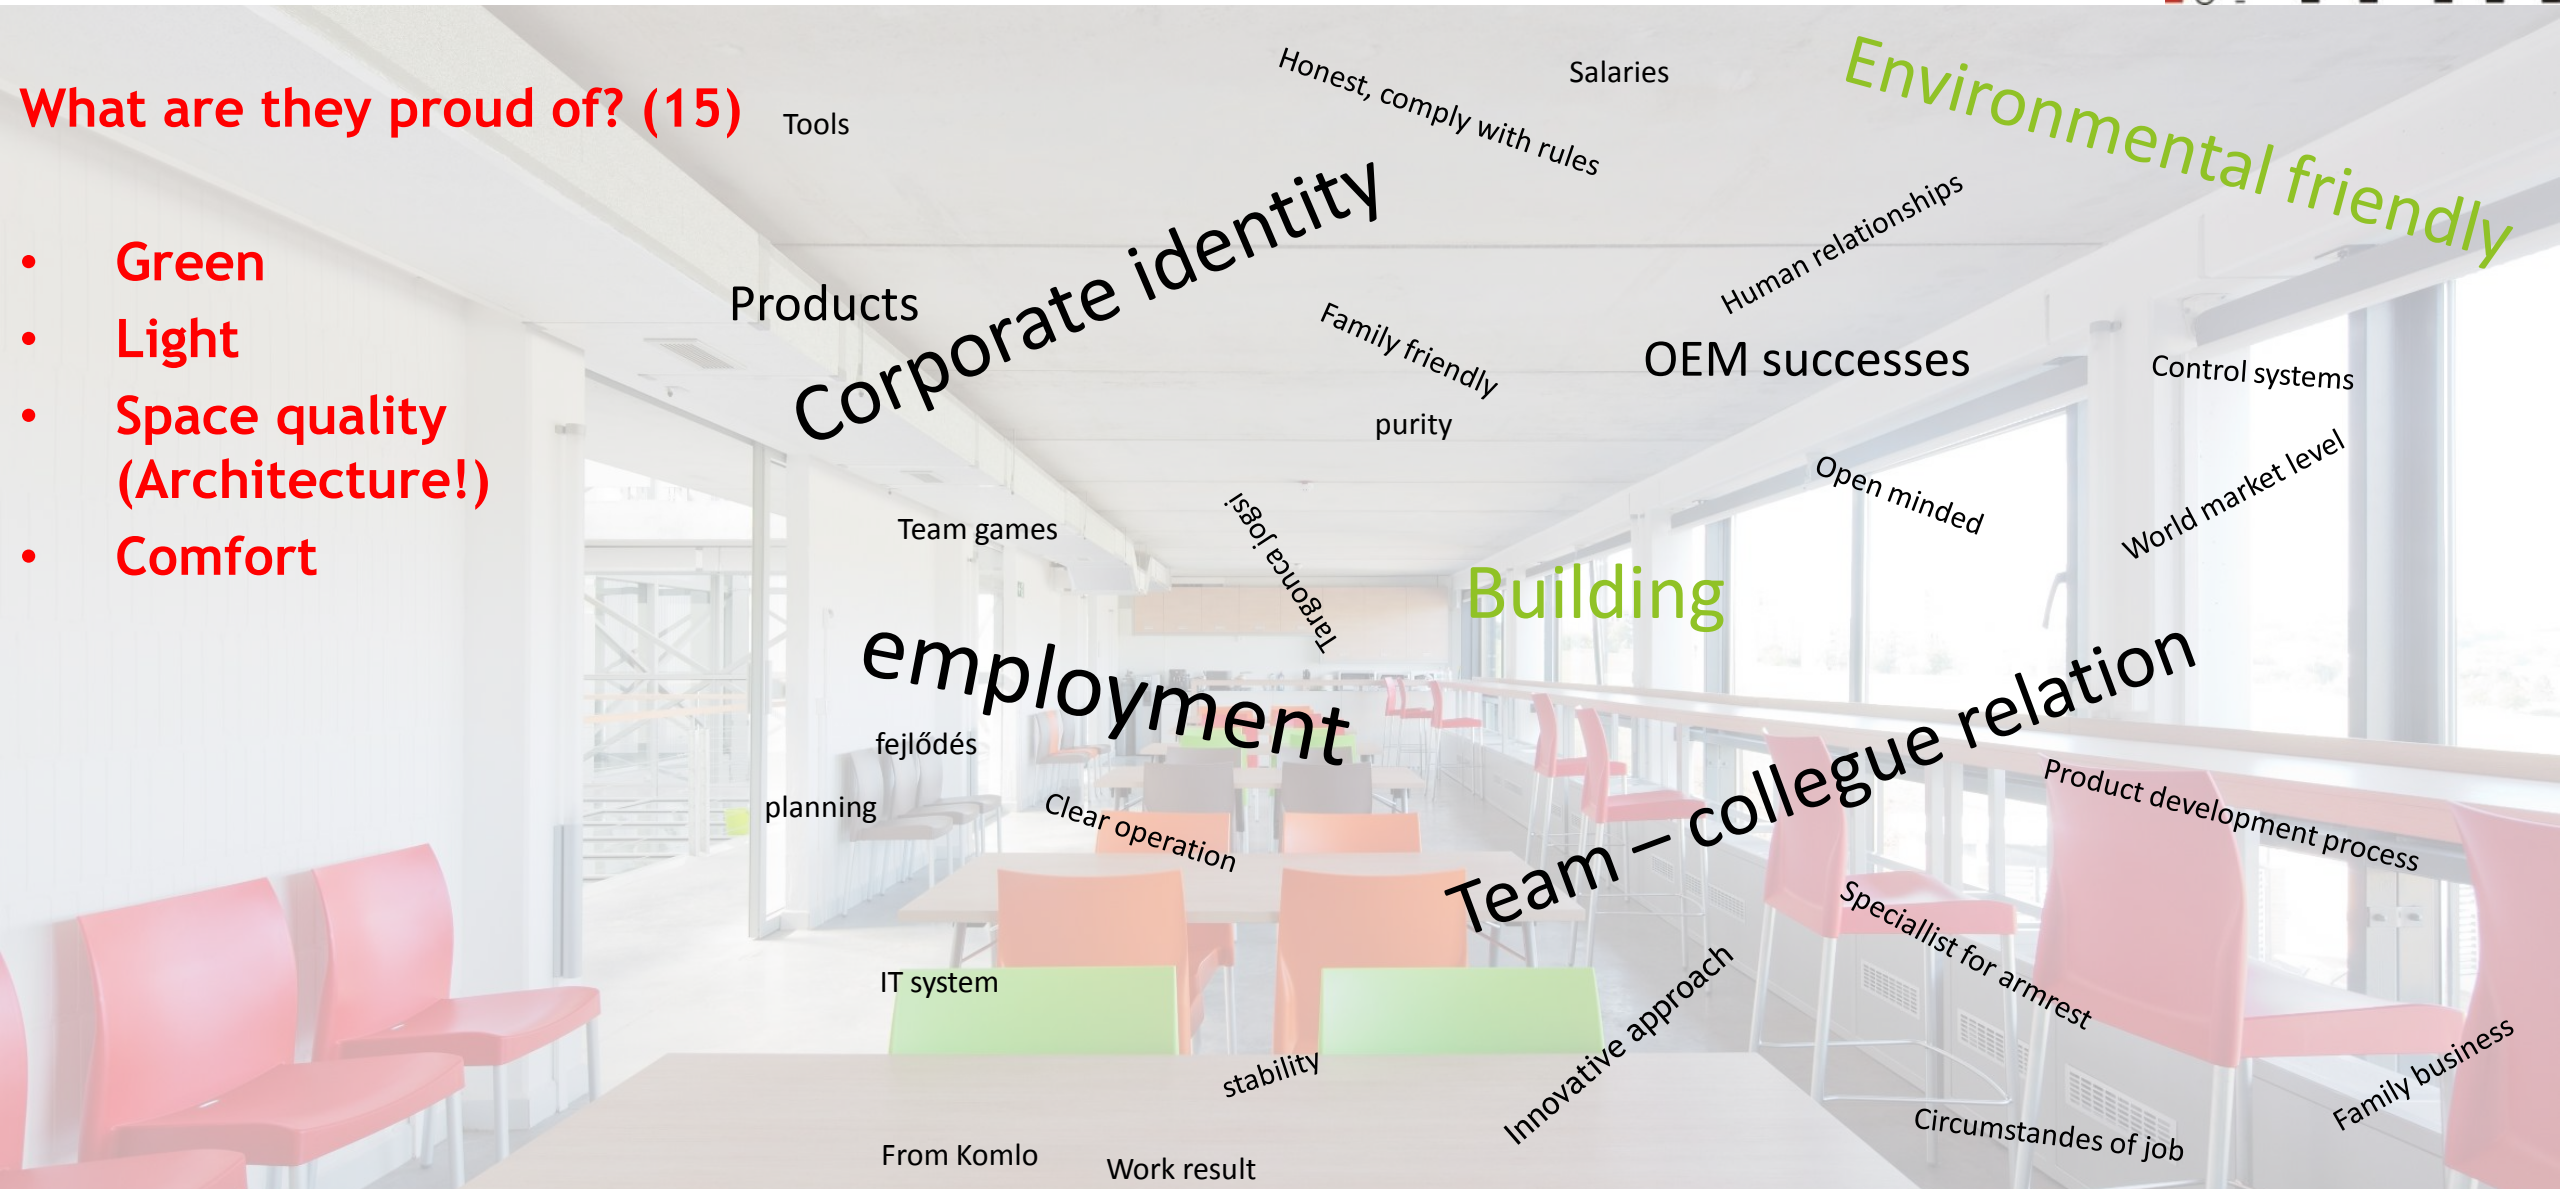 What are they proud of? (15)
• Green
• Light
• Space quality
(Architecture!)
• Comfort
Tools
Honest, comply with rules
Salaries
Environmental friendly
Corporate identity
Human relationships
Products
Family friendly
OEM successes
Control systems
purity
Open minded
World market level
Team games
Targonca jogsi
Building
employment
Team – collegue relation
fejlődés
planning
Clear operation
Product development process
Speciallist for armrest
IT system
Innovative approach
stability
Family business
Circumstandes of job
From Komlo
Work result